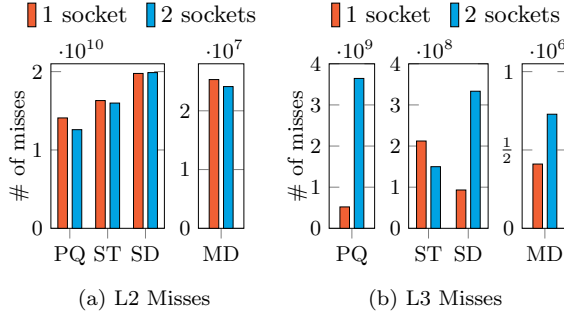 1 socket 2 sockets
·10^10
·10^7
2
1
0
# of misses
PQ ST SD
2
1
0
MD
(a) L2 Misses
1 socket 2 sockets
·10^9
·10^8
·10^6
4
3
2
1
0
# of misses
PQ
4
3
2
1
0
ST SD
1
1/2
0
MD
(b) L3 Misses